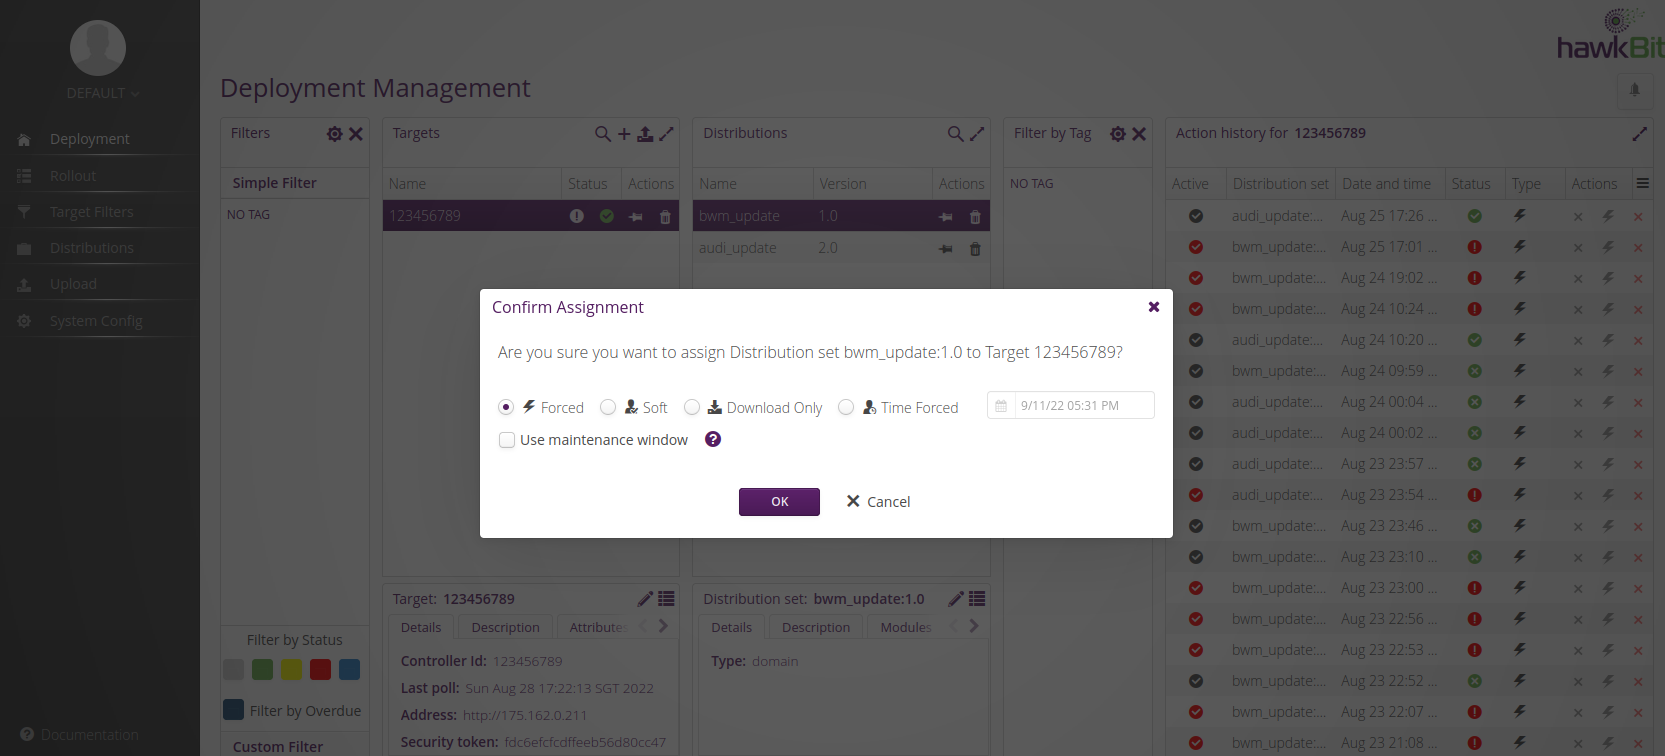 hawkBit
DEFAULT
Deployment
Rollout
Target Filters
Distributions
Upload
System Config
Documentation
Deployment Management
Filters
Simple Filter
NO TAG
Filter by Status
Filter by Overdue
Custom Filter
Targets
Name Status Actions
123456789
Distributions
Name Version Actions
bwm_update 1.0
audi_update 2.0
Filter by Tag
NO TAG
Action history for 123456789
Active Distribution set Date and time Status Type Actions
audi_update:... Aug 25 17:26 ...
bwm_update:... Aug 25 17:01 ...
bwm_update:... Aug 24 19:02 ...
bwm_update:... Aug 24 10:24 ...
audi_update:... Aug 24 10:20 ...
bwm_update:... Aug 24 09:59 ...
audi_update:... Aug 24 00:04 ...
audi_update:... Aug 24 00:02 ...
audi_update:... Aug 23 23:57 ...
audi_update:... Aug 23 23:54 ...
bwm_update:... Aug 23 23:46 ...
bwm_update:... Aug 23 23:10 ...
bwm_update:... Aug 23 23:00 ...
bwm_update:... Aug 23 22:56 ...
bwm_update:... Aug 23 22:53 ...
bwm_update:... Aug 23 22:52 ...
bwm_update:... Aug 23 22:07 ...
bwm_update:... Aug 23 21:08 ...
Confirm Assignment
Are you sure you want to assign Distribution set bwm_update:1.0 to Target 123456789?
Forced Soft Download Only Time Forced 9/11/22 05:31 PM
Use maintenance window
OK Cancel
Target: 123456789
Details Description Attributes
Controller Id: 123456789
Last poll: Sun Aug 28 17:22:13 SGT 2022
Address: http://175.162.0.211
Security token: fdc6efcfcdffeeb56d80cc47
Distribution set: bwm_update:1.0
Details Description Modules
Type: domain